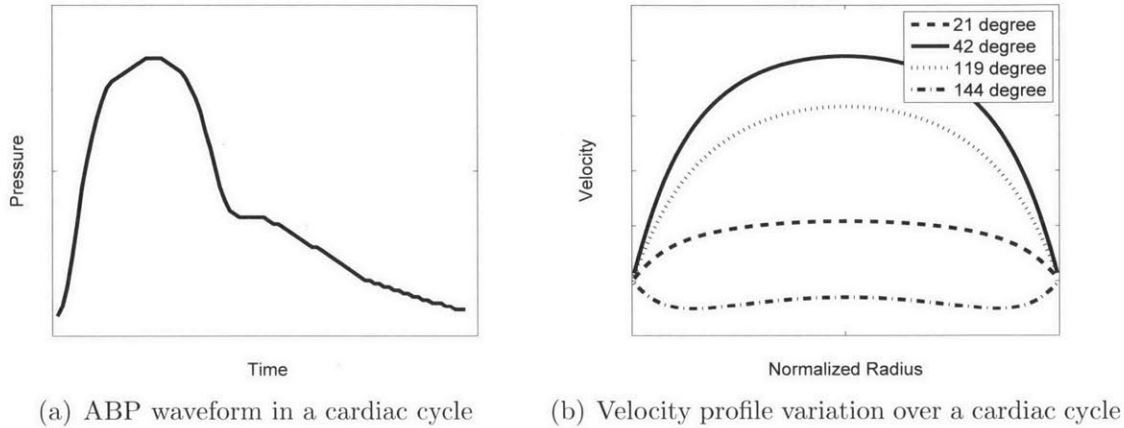 Pressure
Time
(a) ABP waveform in a cardiac cycle
21 degree
42 degree
119 degree
144 degree
Velocity
Normalized Radius
(b) Velocity profile variation over a cardiac cycle